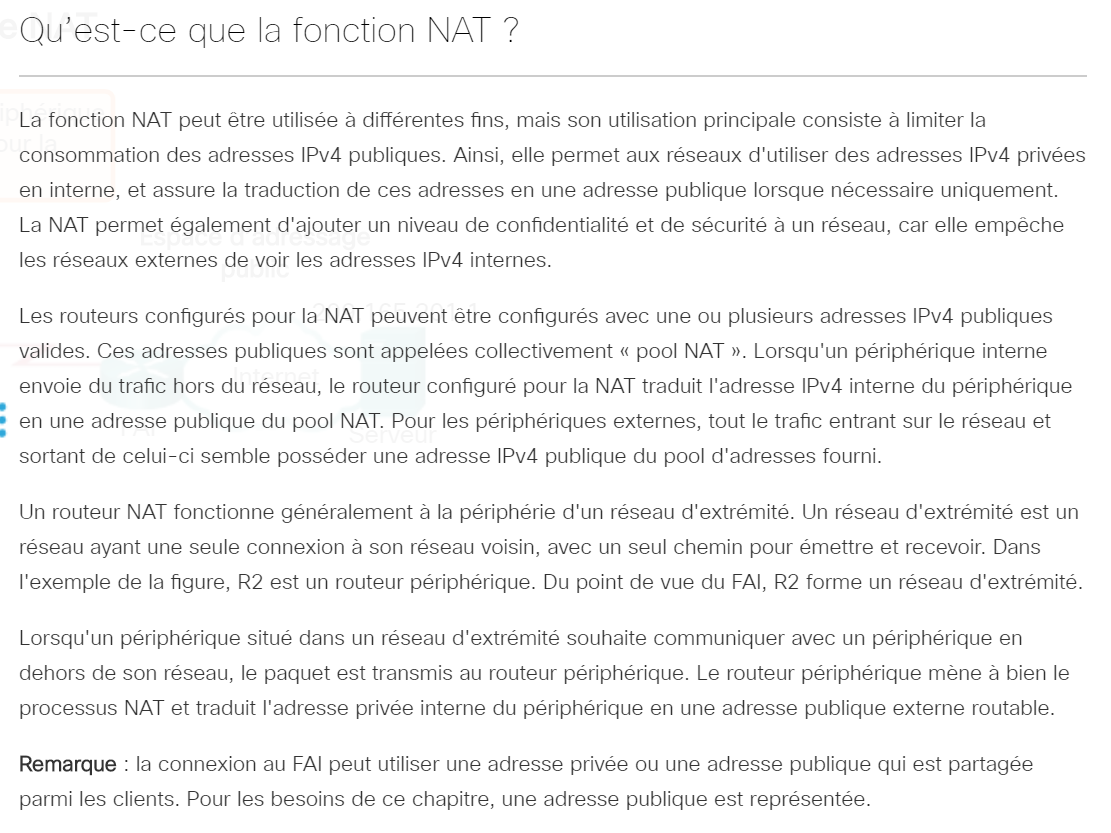 Qu'est-ce que la fonction NAT ?
La fonction NAT peut être utilisée à différentes fins, mais son utilisation principale consiste à limiter la
consommation des adresses IPv4 publiques. Ainsi, elle permet aux réseaux d'utiliser des adresses IPv4 privées
en interne, et assure la traduction de ces adresses en une adresse publique lorsque nécessaire uniquement.
La NAT permet également d'ajouter un niveau de confidentialité et de sécurité à un réseau, car elle empêche
les réseaux externes de voir les adresses IPv4 internes.
Les routeurs configurés pour la NAT peuvent être configurés avec une ou plusieurs adresses IPv4 publiques
valides. Ces adresses publiques sont appelées collectivement « pool NAT ». Lorsqu'un périphérique interne
envoie du trafic hors du réseau, le routeur configuré pour la NAT traduit l'adresse IPv4 interne du périphérique
en une adresse publique du pool NAT. Pour les périphériques externes, tout le trafic entrant sur le réseau et
sortant de celui-ci semble posséder une adresse IPv4 publique du pool d'adresses fourni.
Un routeur NAT fonctionne généralement à la périphérie d'un réseau d'extrémité. Un réseau d'extrémité est un
réseau ayant une seule connexion à son réseau voisin, avec un seul chemin pour émettre et recevoir. Dans
l'exemple de la figure, R2 est un routeur périphérique. Du point de vue du FAI, R2 forme un réseau d'extrémité.
Lorsqu'un périphérique situé dans un réseau d'extrémité souhaite communiquer avec un périphérique en
dehors de son réseau, le paquet est transmis au routeur périphérique. Le routeur périphérique mène à bien le
processus NAT et traduit l'adresse privée interne du périphérique en une adresse publique externe routable.
Remarque : la connexion au FAI peut utiliser une adresse privée ou une adresse publique qui est partagée
parmi les clients. Pour les besoins de ce chapitre, une adresse publique est représentée.
Espace d'adressage
public
Internet
Serveur